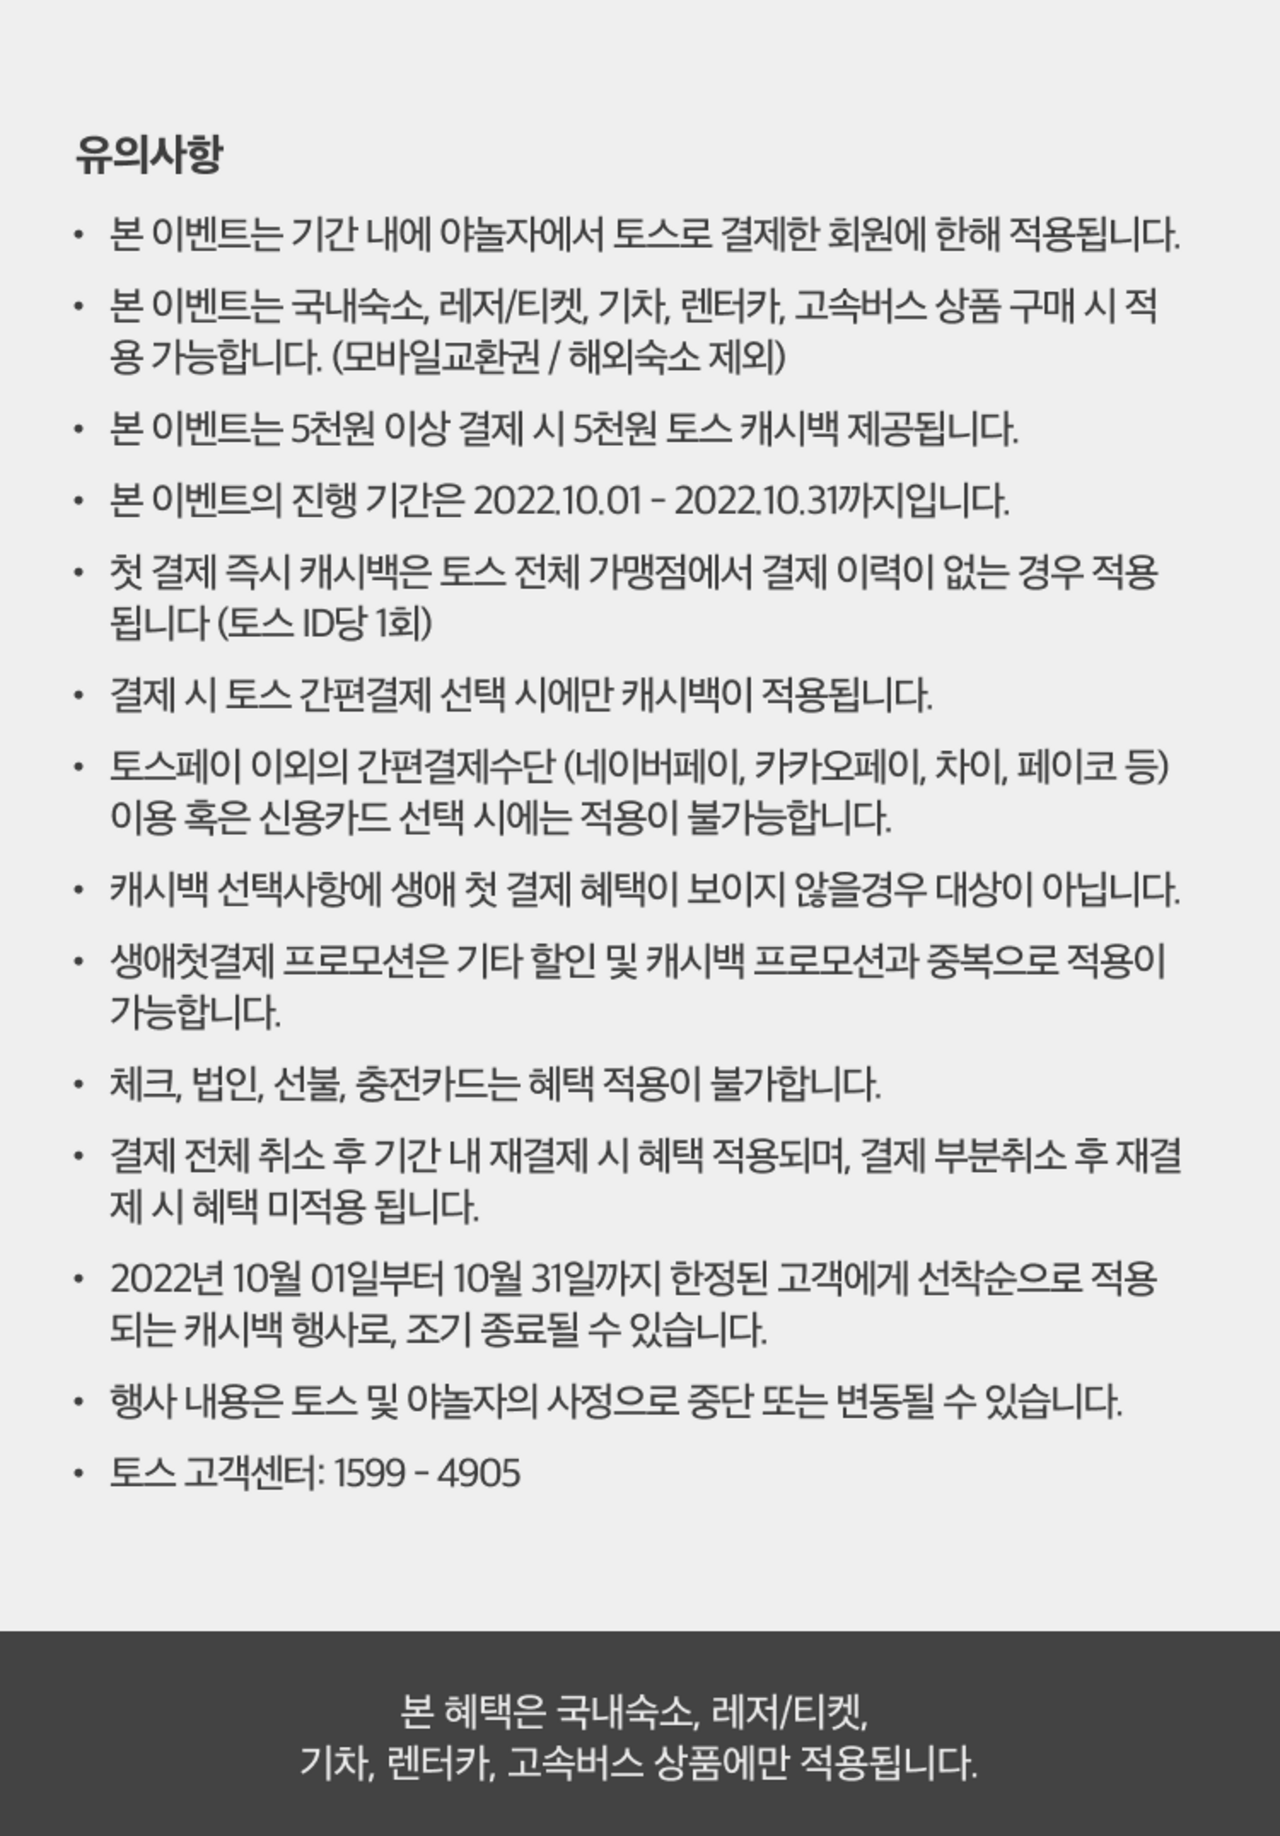 유의사항
• 본 이벤트는 기간 내에 야놀자에서 토스로 결제한 회원에 한해 적용됩니다.
• 본 이벤트는 국내숙소, 레저/티켓, 기차, 렌터카, 고속버스 상품 구매 시 적
용 가능합니다. (모바일교환권 / 해외숙소 제외)
• 본 이벤트는 5천원 이상 결제 시 5천원 토스 캐시백 제공됩니다.
• 본 이벤트의 진행 기간은 2022.10.01 - 2022.10.31까지입니다.
• 첫 결제 즉시 캐시백은 토스 전체 가맹점에서 결제 이력이 없는 경우 적용
됩니다 (토스 ID당 1회)
• 결제 시 토스 간편결제 선택 시에만 캐시백이 적용됩니다.
• 토스페이 이외의 간편결제수단 (네이버페이, 카카오페이, 차이, 페이코 등)
이용 혹은 신용카드 선택 시에는 적용이 불가능합니다.
• 캐시백 선택사항에 생애 첫 결제 혜택이 보이지 않을경우 대상이 아닙니다.
• 생애첫결제 프로모션은 기타 할인 및 캐시백 프로모션과 중복으로 적용이
가능합니다.
• 체크, 법인, 선불, 충전카드는 혜택 적용이 불가합니다.
• 결제 전체 취소 후 기간 내 재결제 시 혜택 적용되며, 결제 부분취소 후 재결
제 시 혜택 미적용 됩니다.
• 2022년 10월 01일부터 10월 31일까지 한정된 고객에게 선착순으로 적용
되는 캐시백 행사로, 조기 종료될 수 있습니다.
• 행사 내용은 토스 및 야놀자의 사정으로 중단 또는 변동될 수 있습니다.
• 토스 고객센터: 1599 - 4905
본 혜택은 국내숙소, 레저/티켓,
기차, 렌터카, 고속버스 상품에만 적용됩니다.